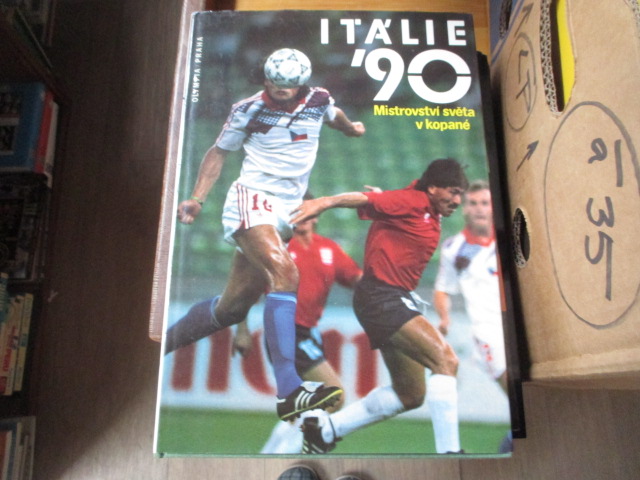 ITÁLIE
'90
Mistrovství světa
v kopané
OLYMPIA / PRAHA
16
á 35